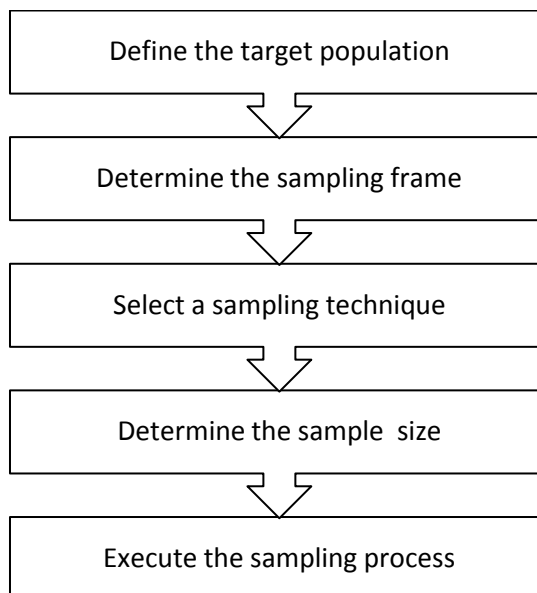 Define the target population
Determine the sampling frame
Select a sampling technique
Determine the sample  size
Execute the sampling process